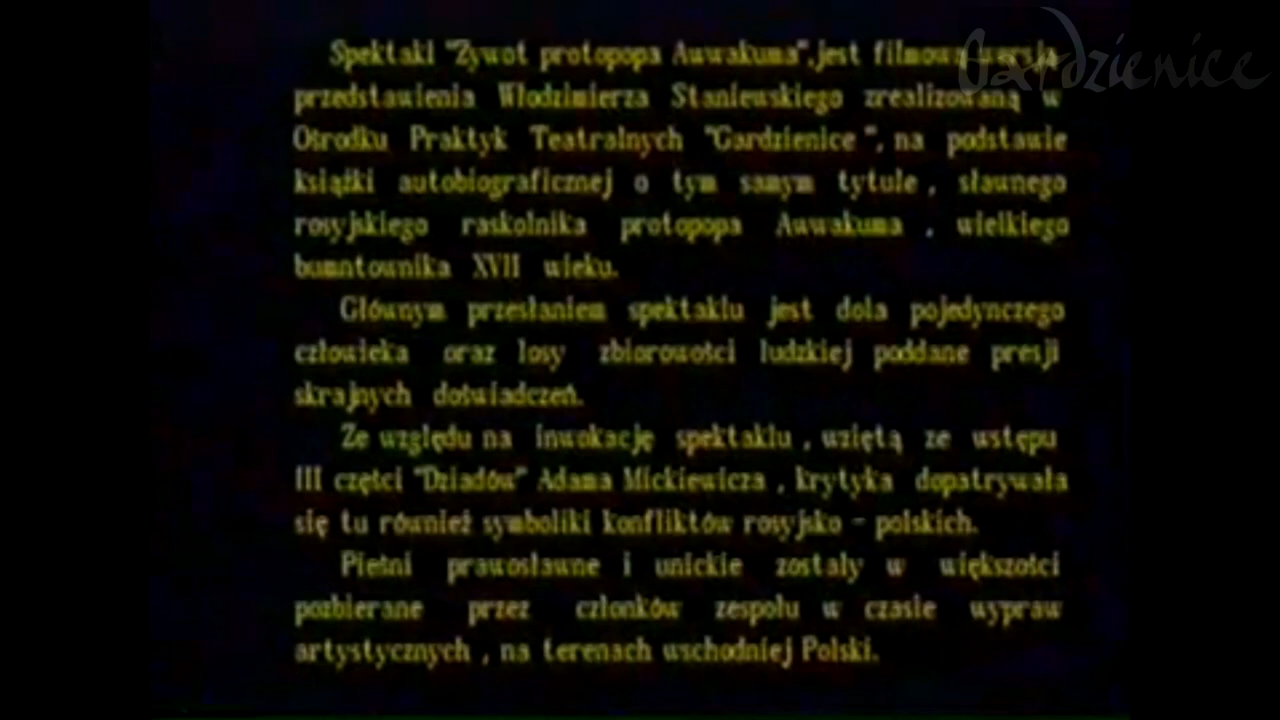 Spektakl "Żywot protopopa Awwakuma", jest filmową wersją
przedstawienia Włodzimierza Staniewskiego zrealizowaną w
Ośrodku Praktyk Teatralnych "Gardzienice", na podstawie
książki autobiograficznej o tym samym tytule, sławnego
rosyjskiego raskolnika protopopa Awwakuma, wielkiego
bumntownika XVII wieku.
Głównym przesłaniem spektaklu jest dola pojedynczego
człowieka oraz losy zbiorowości ludzkiej poddane presji
skrajnych doświadczeń.
Ze względu na inwokację spektaklu, wziętą ze wstępu
III części "Dziadów" Adama Mickiewicza, krytyka dopatrywała
się tu również symboliki konfliktów rosyjsko - polskich.
Pieśni prawosławne i unickie zostały w większości
pozbierane przez członków zespołu w czasie wypraw
artystycznych, na terenach wschodniej Polski.
Gardzienice